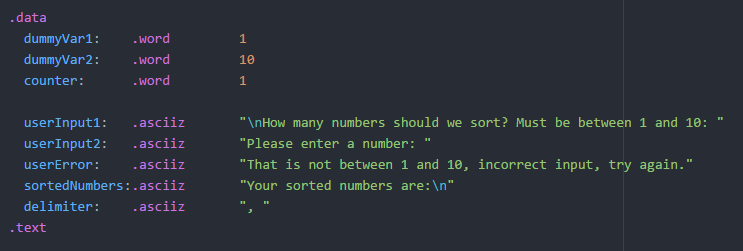 .data
dummyVar1: .word 1
dummyVar2: .word 10
counter: .word 1
userInput1: .asciiz "\nHow many numbers should we sort? Must be between 1 and 10: "
userInput2: .asciiz "Please enter a number: "
userError: .asciiz "That is not between 1 and 10, incorrect input, try again."
sortedNumbers:.asciiz "Your sorted numbers are:\n"
delimiter: .asciiz ", "
.text